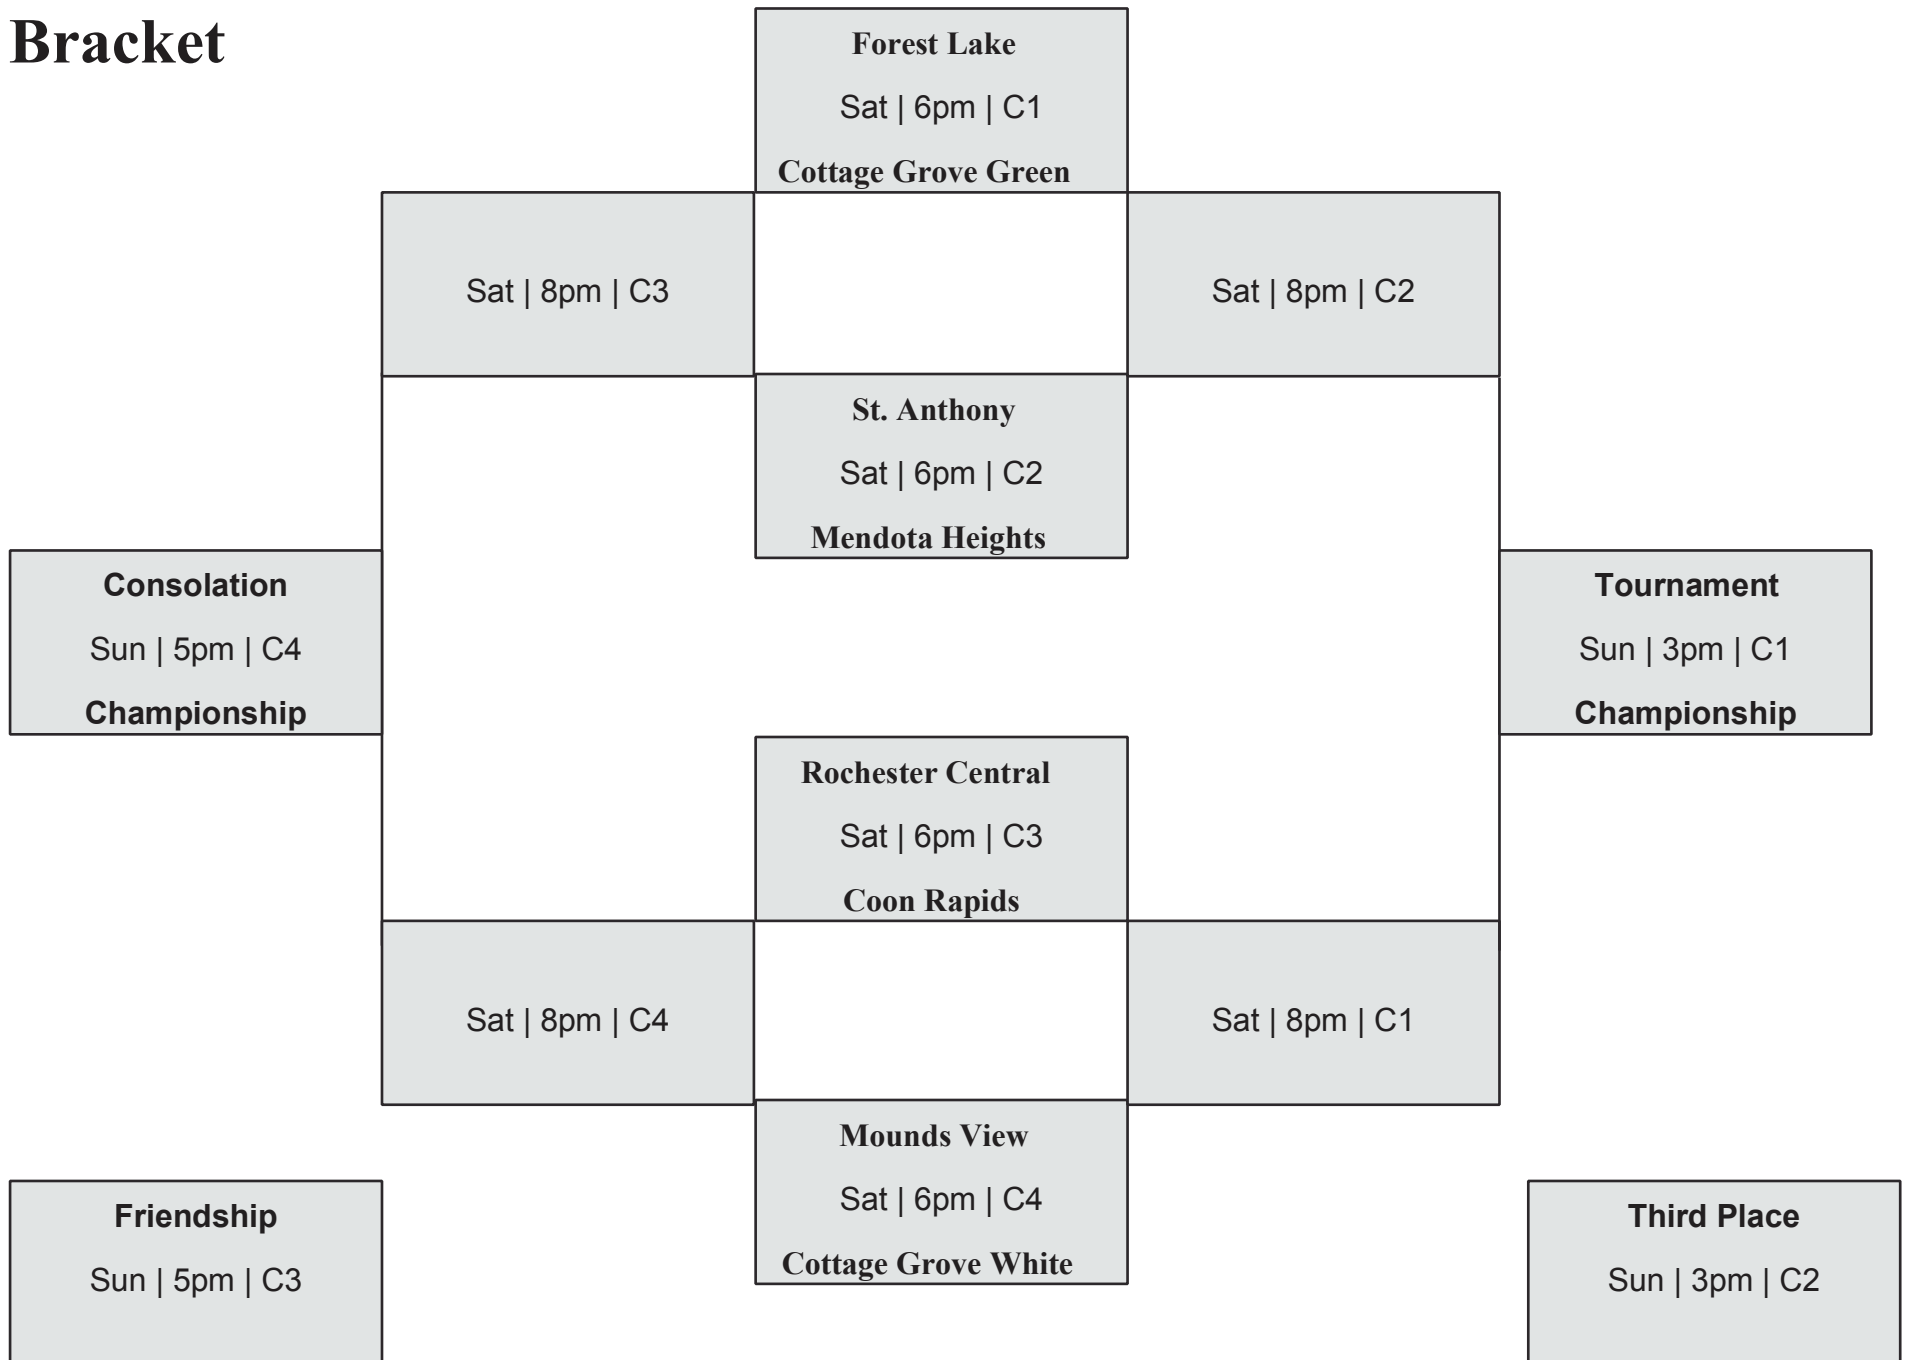 Bracket
Forest Lake
Sat | 6pm | C1
Cottage Grove Green
Sat | 8pm | C3
Sat | 8pm | C2
St. Anthony
Sat | 6pm | C2
Mendota Heights
Consolation
Sun | 5pm | C4
Championship
Tournament
Sun | 3pm | C1
Championship
Rochester Central
Sat | 6pm | C3
Coon Rapids
Sat | 8pm | C4
Sat | 8pm | C1
Mounds View
Sat | 6pm | C4
Cottage Grove White
Friendship
Sun | 5pm | C3
Third Place
Sun | 3pm | C2